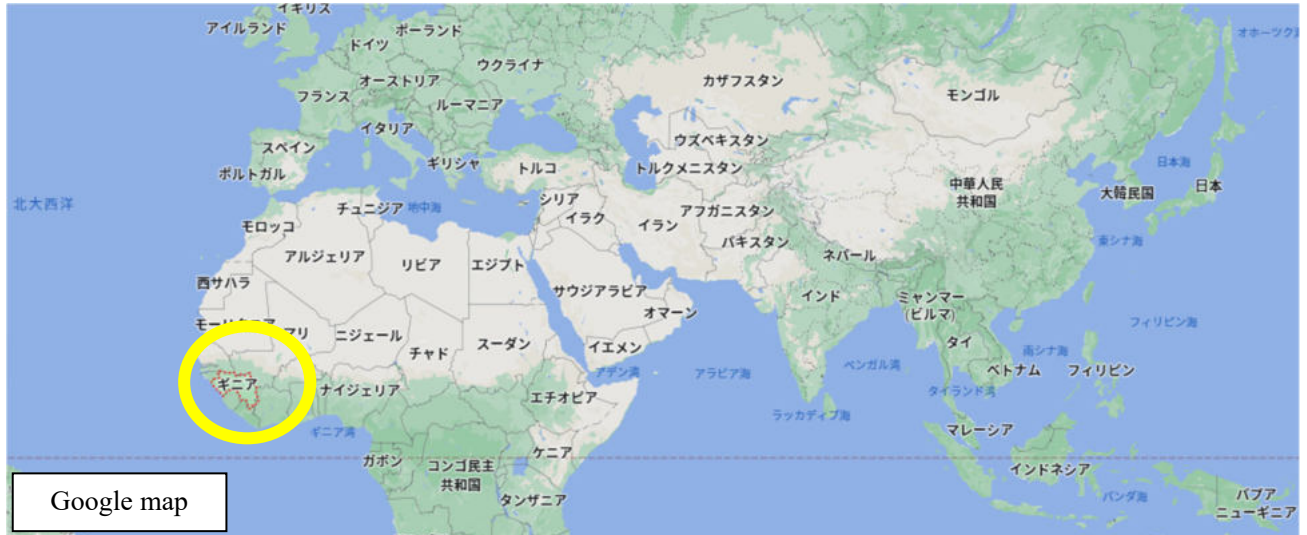 イギリス
アイルランド
ポーランド
ドイツ
ウクライナ
オーストリア
フランス
ルーマニア
イタリア
スペイン
ポルトガル
ギリシャ
トルコ
カザフスタン
モンゴル
オホーツク
ウズベキスタン
トルクメニスタン
日本海
中華人民
共和国
大韓民国
日本
北大西洋
チュニジア
地中海
シリア
イラク
イラン
アフガニスタン
パキスタン
モロッコ
アルジェリア
リビア
エジプト
ネパール
東シナ海
西サハラ
サウジアラビア
オマーン
インド
ミャンマー
(ビルマ)
ニジェール
チャド
スーダン
イエメン
フィリピン海
タイ
アデン湾
アラビア海
ベンガル湾
南シナ海
ベトナム
フィリピン
ギニア
ナイジェリア
エチオピア
タイランド湾
ラッカディブ海
ギニア湾
マレーシア
ガボン
コンゴ民主
共和国
ケニア
インドネシア
タンザニア
バンダ海
パプア
ニューギニア
Google map